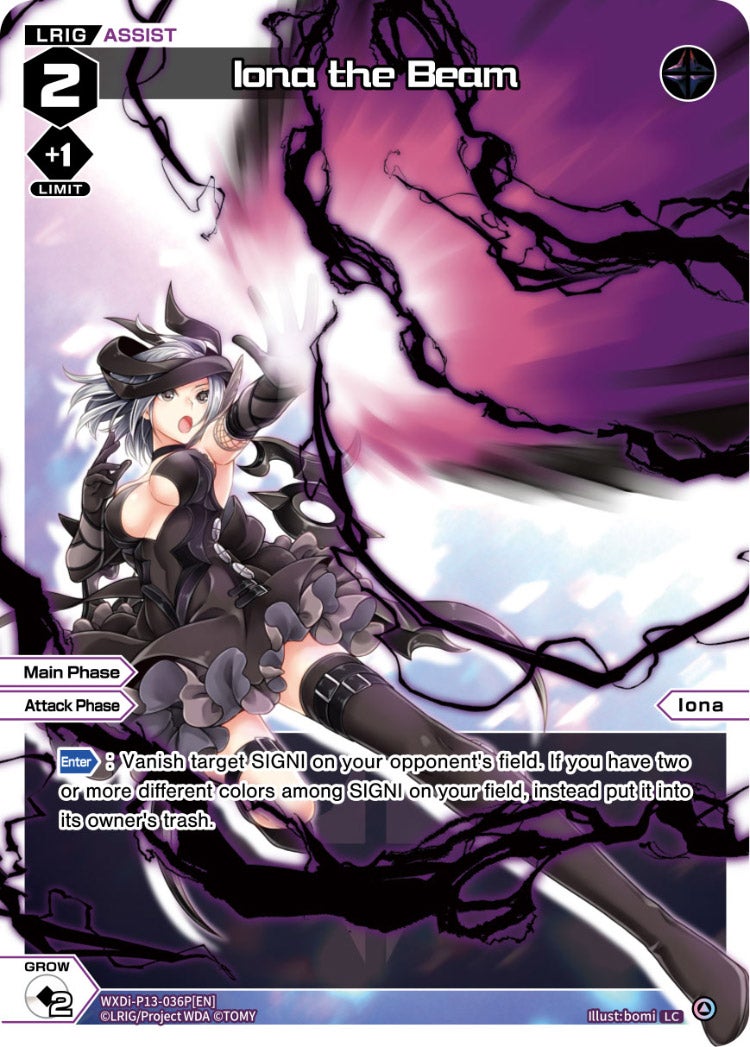 LRIG ASSIST
Iona the Beam
2
+1
LIMIT
Main Phase
Attack Phase
Iona
Enter : Vanish target SIGNI on your opponent's field. If you have two
or more different colors among SIGNI on your field, instead put it into
its owner's trash.
GROW
2
WXDi-P13-036P[EN]
©LRIG/Project WDA ©TOMY
Illust:bomi LC